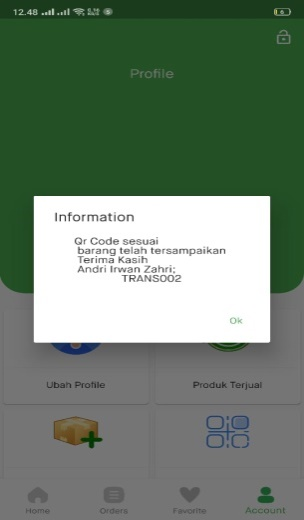 12.48
Profile
Information
Qr Code sesuai
barang telah tersampaikan
Terima Kasih
Andri Irwan Zahri;
TRANS002
Ok
Ubah Profile
Produk Terjual
Home
Orders
Favorite
Account